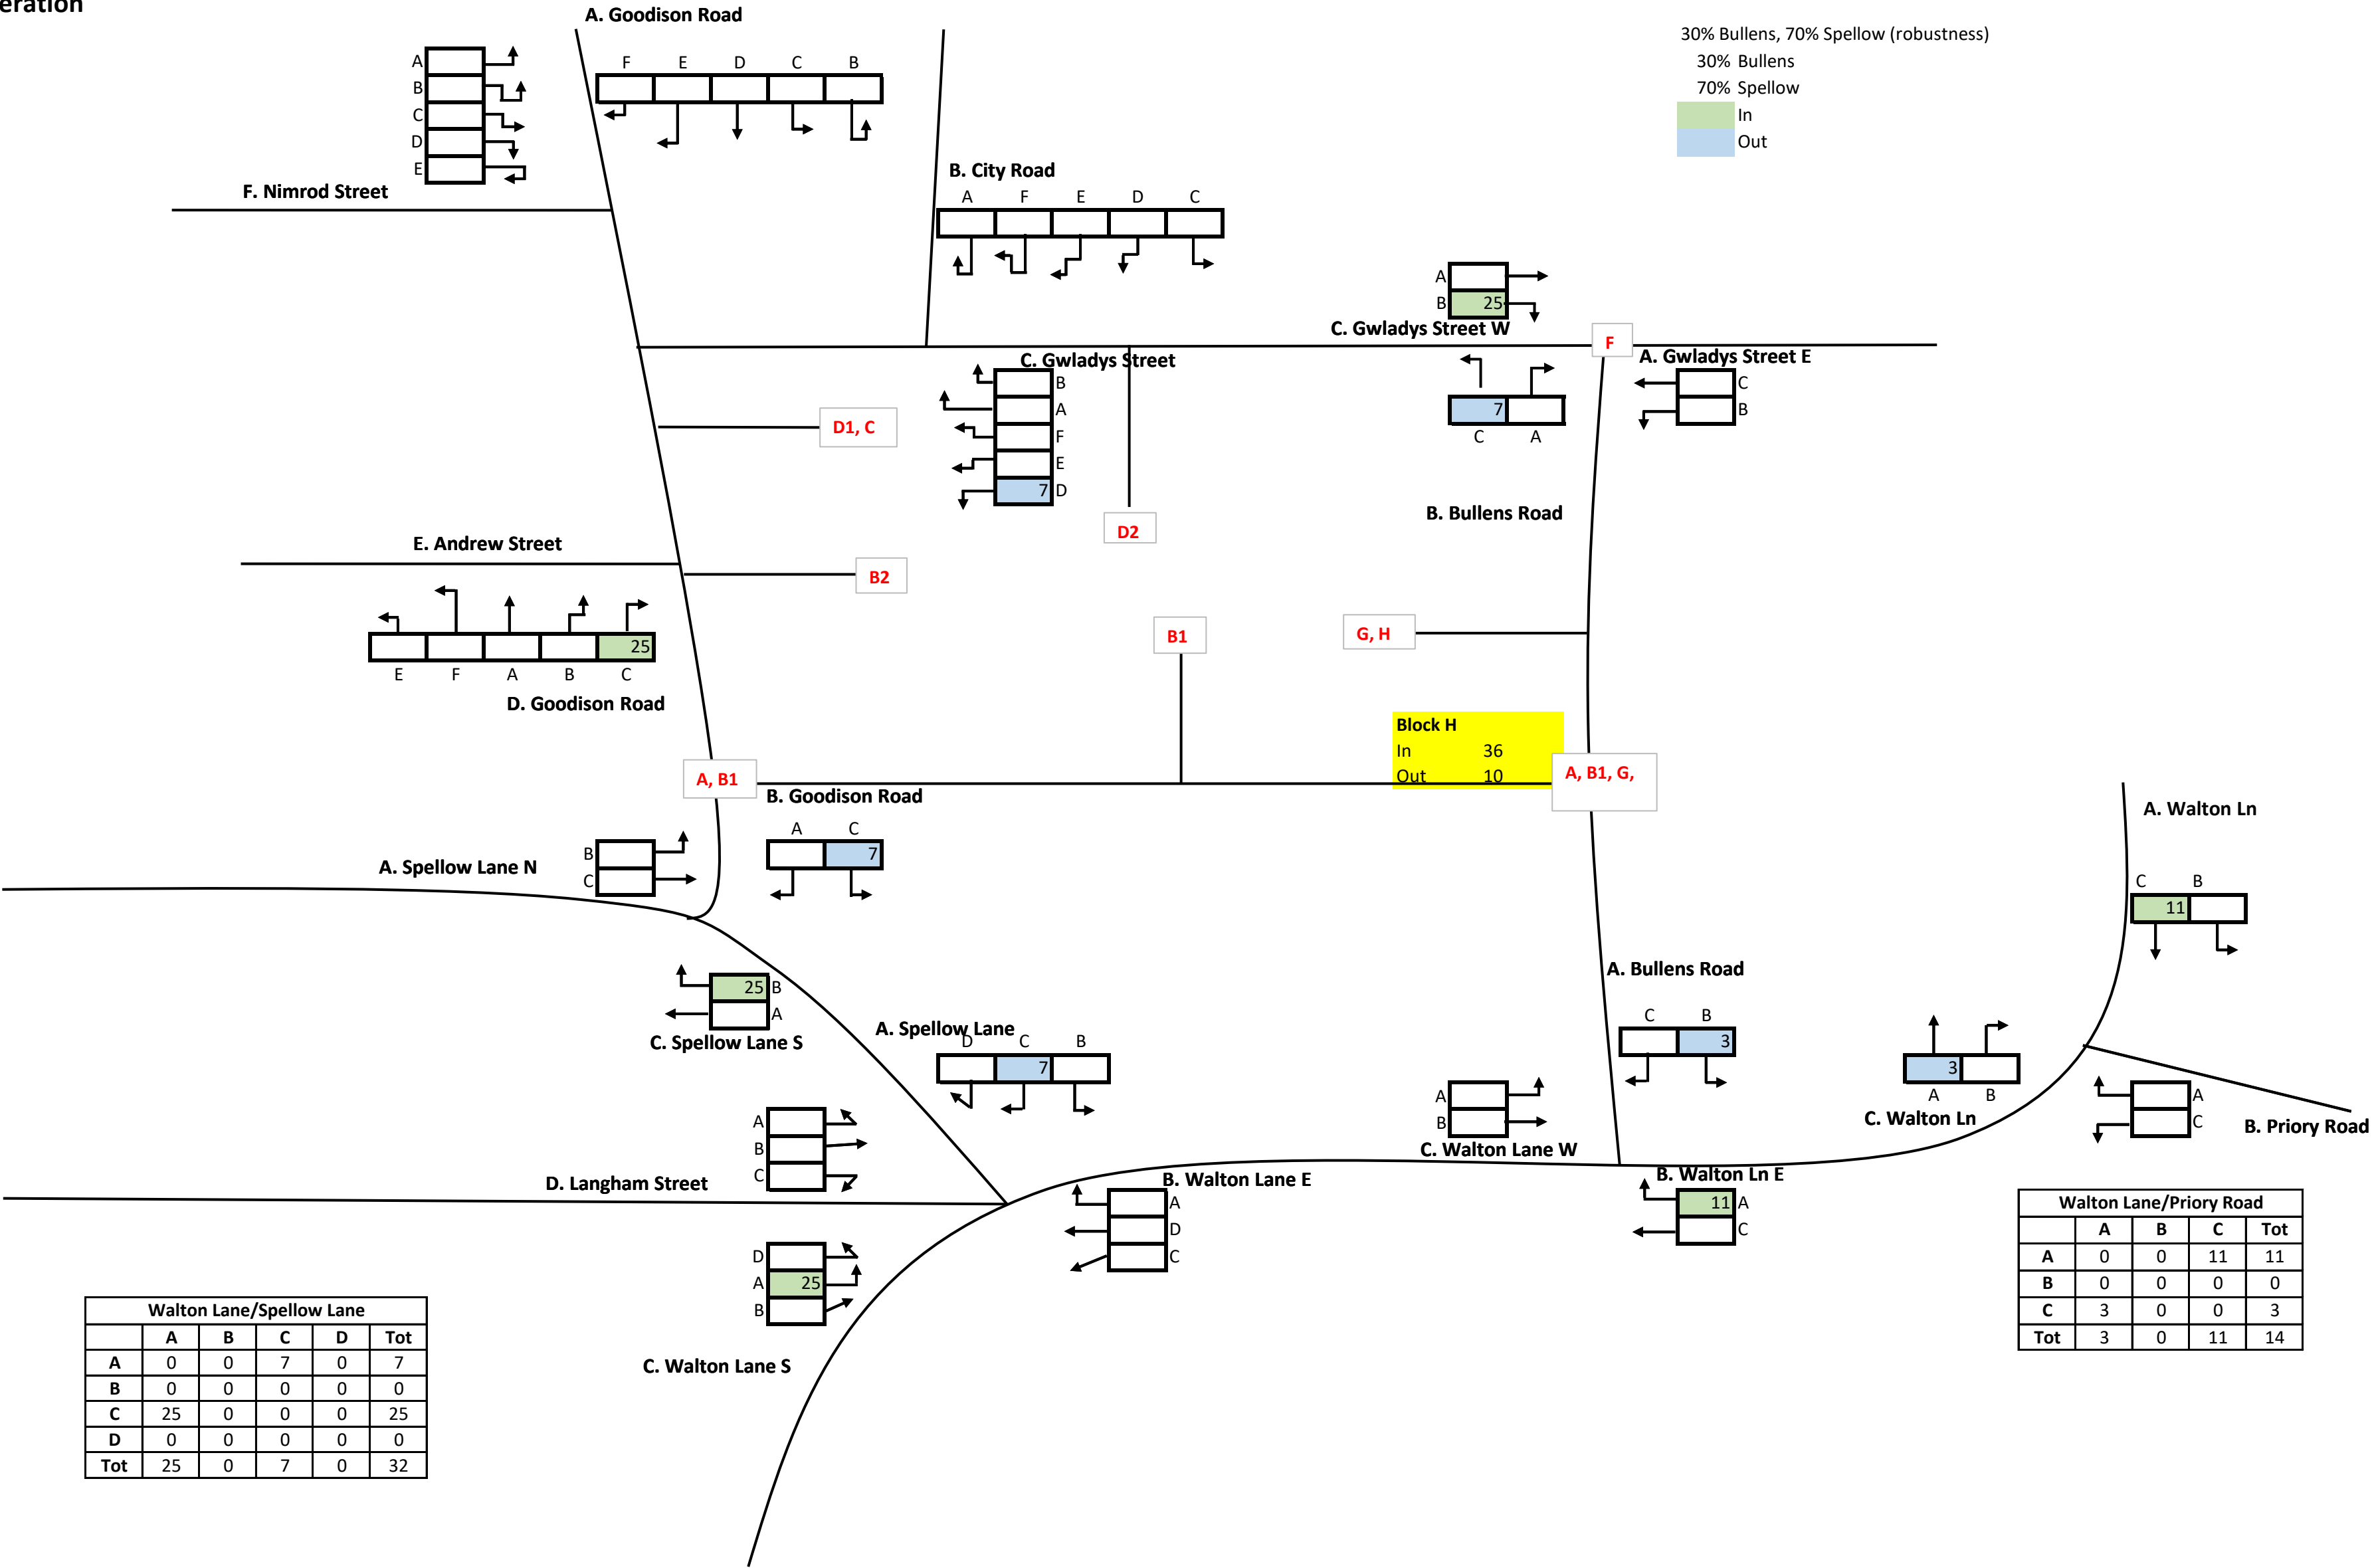 eration
A. Goodison Road
30% Bullens, 70% Spellow (robustness)
30% Bullens
70% Spellow
In
Out
A
B
C
D
E
F E D C B
F. Nimrod Street
B. City Road
A F E D C
A
B 25
C. Gwladys Street W
F
A. Gwladys Street E
C
B
7
C A
C. Gwladys Street
B
A
F
E
7 D
D1, C
D2
B. Bullens Road
E. Andrew Street
B2
25
E F A B C
D. Goodison Road
B1
G, H
Block H
In 36
Out 10
A, B1
A, B1, G,
B. Goodison Road
A C
7
A. Spellow Lane N
B
C
A. Walton Ln
C B
11
25 B
A
C. Spellow Lane S
A. Spellow Lane
D C B
7
A. Bullens Road
C B
3
3
A B
C. Walton Ln
A
C
B. Priory Road
A
B
C. Walton Lane W
A
B
C
D. Langham Street
B. Walton Lane E
A
D
C
B. Walton Ln E
11 A
C
D
A 25
B
C. Walton Lane S
Walton Lane/Priory Road
A B C Tot
A 0 0 11 11
B 0 0 0 0
C 3 0 0 3
Tot 3 0 11 14
Walton Lane/Spellow Lane
A B C D Tot
A 0 0 7 0 7
B 0 0 0 0 0
C 25 0 0 0 25
D 0 0 0 0 0
Tot 25 0 7 0 32